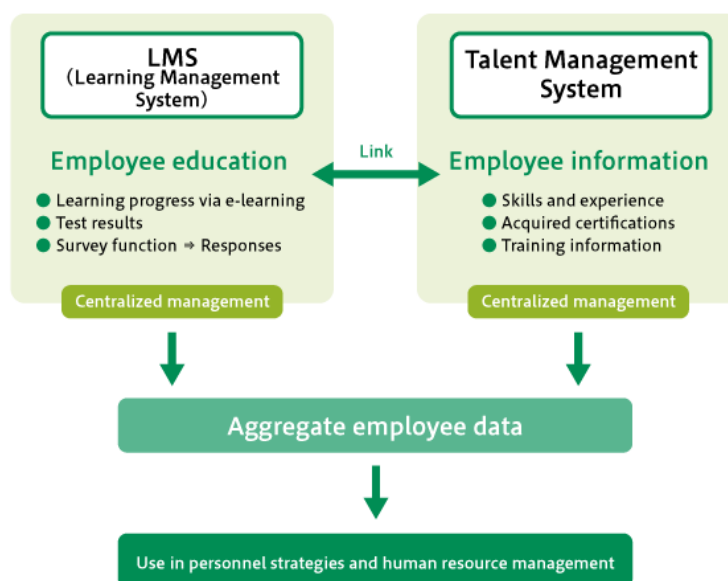 LMS
(Learning Management
System)
Employee education
● Learning progress via e-learning
● Test results
● Survey function ⇒ Responses
Centralized management
Link
Talent Management
System
Employee information
● Skills and experience
● Acquired certifications
● Training information
Centralized management
Aggregate employee data
Use in personnel strategies and human resource management